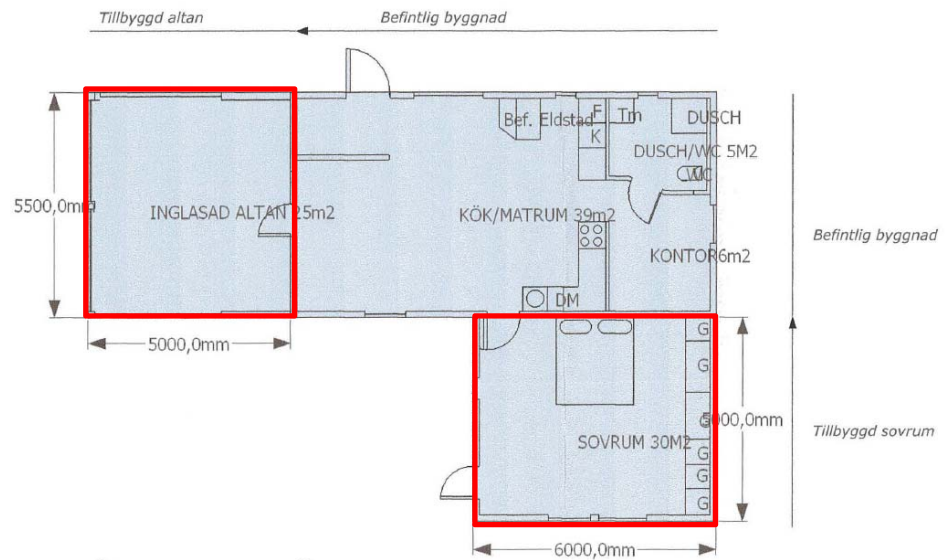 Tillbyggd altan
Befintlig byggnad
Bef. Eldstad
F
K
Tm
DUSCH
DUSCH/WC 5M2
WC
5500,0mm
INGLASAD ALTAN 25m2
KÖK/MATRUM 39m2
Befintlig byggnad
KONTOR6m2
DM
5000,0mm
G
G
G
5000,0mm
Tillbyggd sovrum
SOVRUM 30M2
G
G
G
6000,0mm